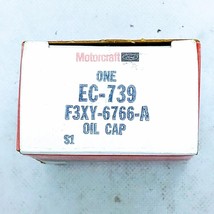 Motorcraft
ONE
EC-739
F3XY-6766-A
OIL CAP
S1